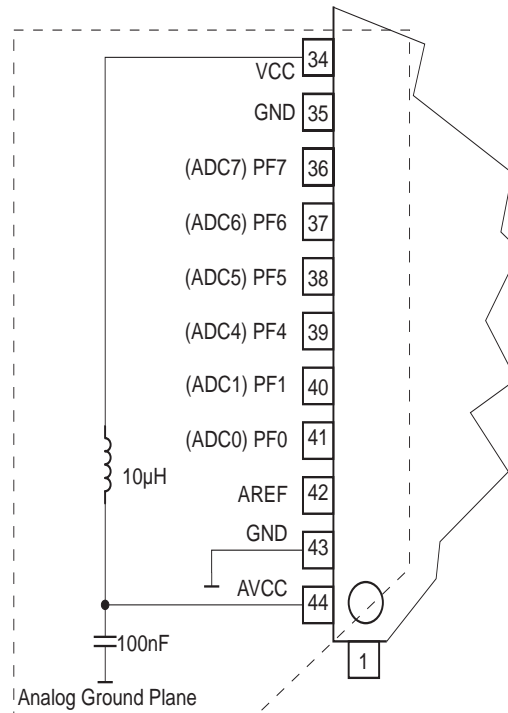 VCC 34
GND 35
(ADC7) PF7 36
(ADC6) PF6 37
(ADC5) PF5 38
(ADC4) PF4 39
(ADC1) PF1 40
(ADC0) PF0 41
10µH
AREF 42
GND 43
AVCC 44
100nF
1
Analog Ground Plane